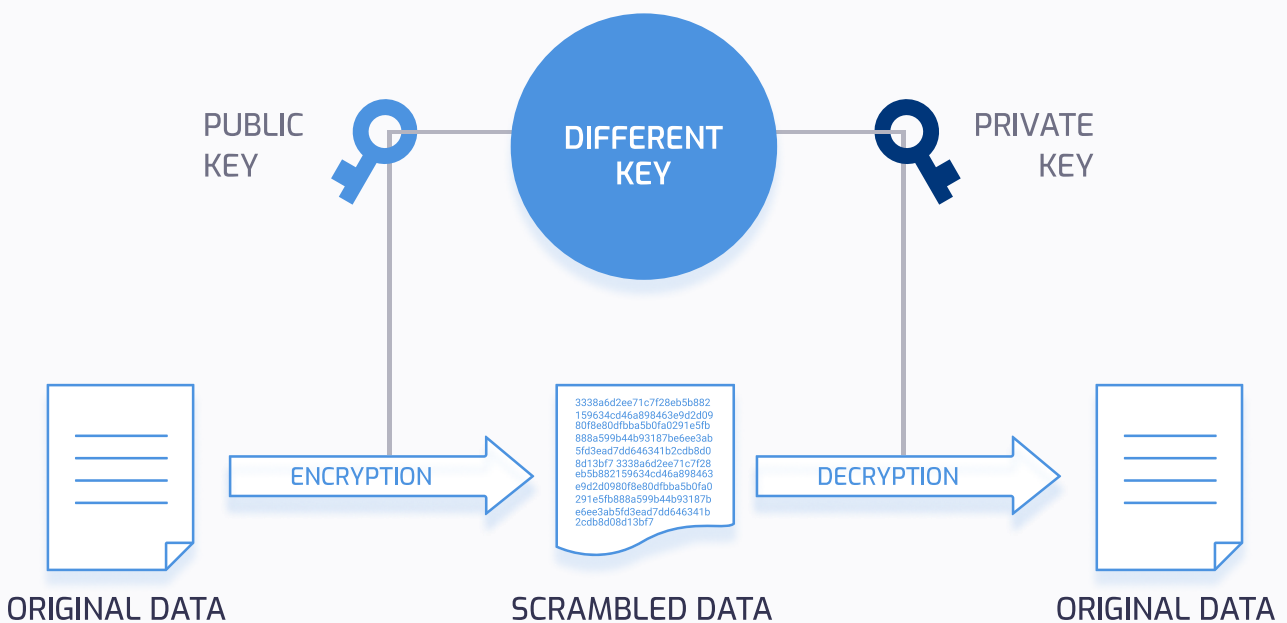 PUBLIC
KEY
DIFFERENT
KEY
PRIVATE
KEY
3338a6d2ee71c7f28eb5b882
159634cd46a898463e9d2d09
80f8e80dfbba5b0fa0291e5fb
888a599b44b93187be6ee3ab
5fd3ead7dd646341b2cdb8d0
8d13bf7 3338a6d2ee71c7f28
eb5b882159634cd46a898463
e9d2d0980f8e80dfbba5b0fa0
291e5fb888a599b44b93187b
e6ee3ab5fd3ead7dd646341b
2cdb8d08d13bf7
ENCRYPTION
DECRYPTION
ORIGINAL DATA
SCRAMBLED DATA
ORIGINAL DATA